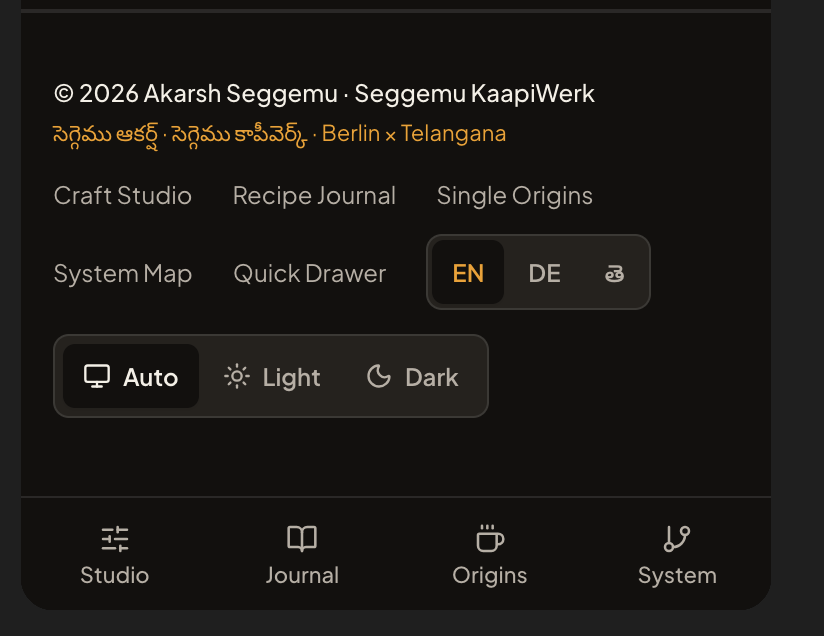 © 2026 Akarsh Seggemu · Seggemu KaapiWerk
సెగ్గెము ఆకర్ష్ · సెగ్గెము కాపీవెర్క్ · Berlin × Telangana
Craft Studio Recipe Journal Single Origins
System Map Quick Drawer EN DE తె
Auto Light Dark
Studio Journal Origins System